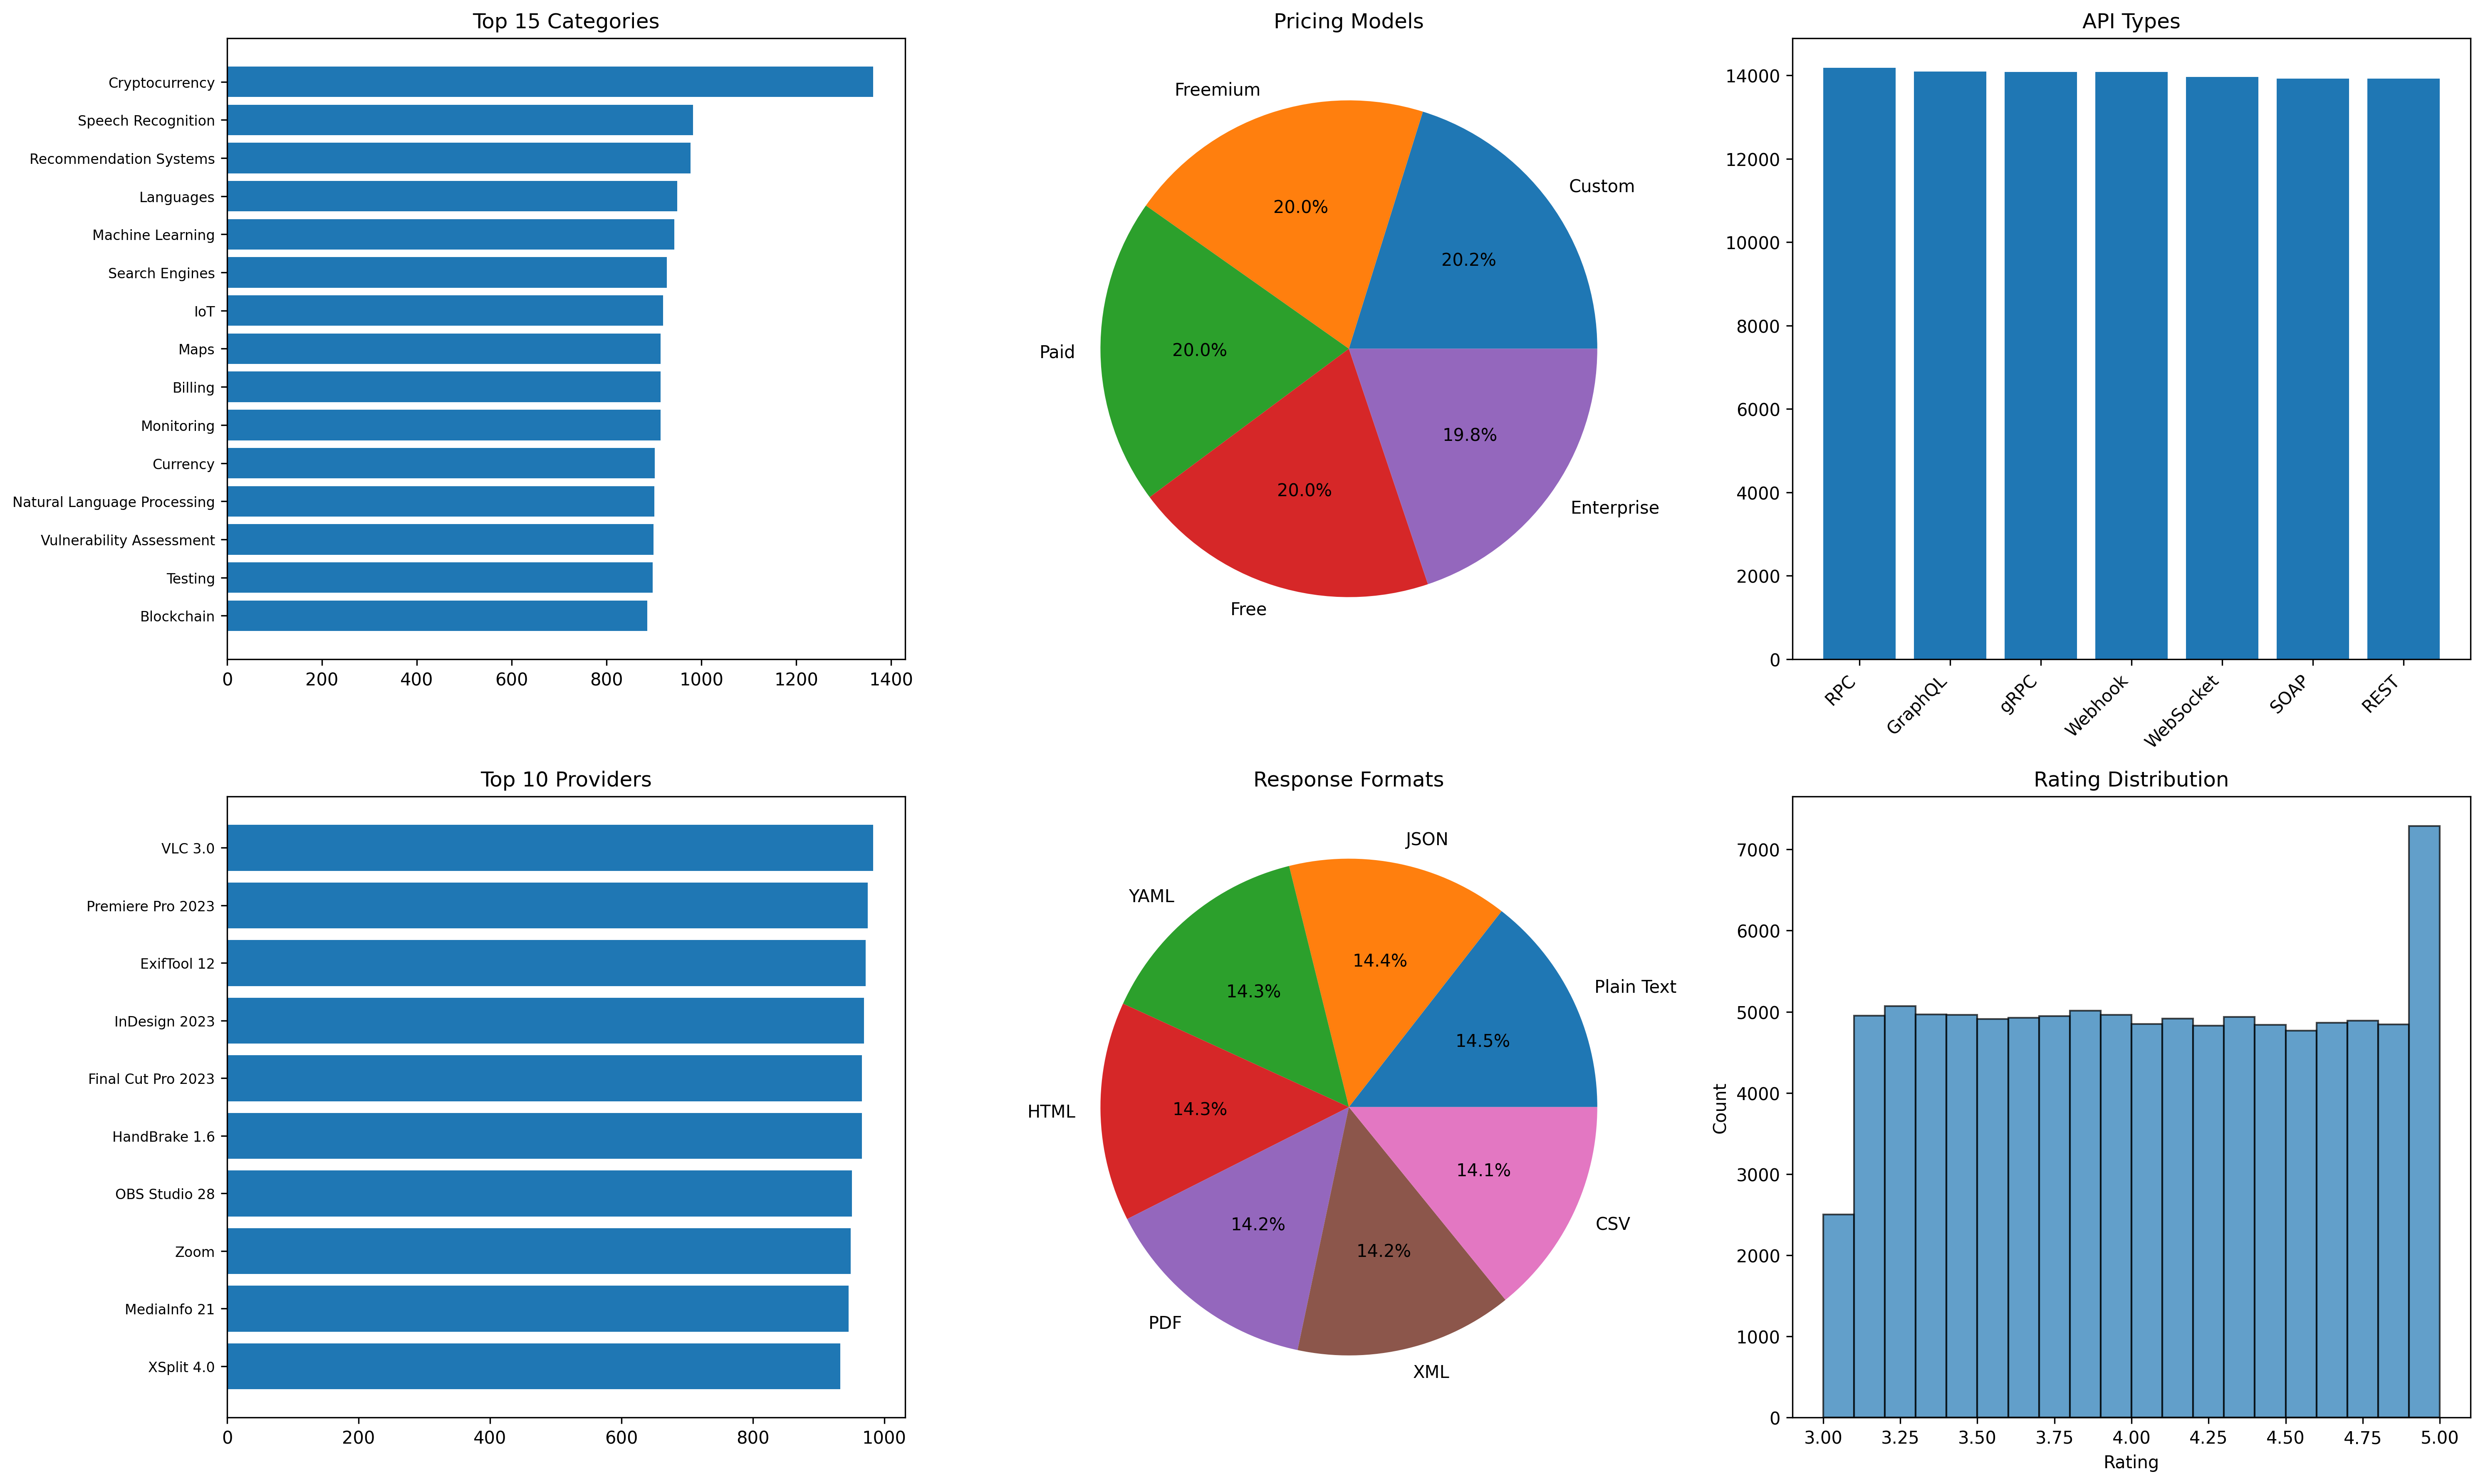 Top 15 Categories
Cryptocurrency
Speech Recognition
Recommendation Systems
Languages
Machine Learning
Search Engines
IoT
Maps
Billing
Monitoring
Currency
Natural Language Processing
Vulnerability Assessment
Testing
Blockchain
0 200 400 600 800 1000 1200 1400
Pricing Models
Freemium
Custom
20.0%
20.2%
Paid
20.0%
19.8%
20.0%
Enterprise
Free
API Types
14000
12000
10000
8000
6000
4000
2000
0
RPC
GraphQL
gRPC
Webhook
WebSocket
SOAP
REST
Top 10 Providers
VLC 3.0
Premiere Pro 2023
ExifTool 12
InDesign 2023
Final Cut Pro 2023
HandBrake 1.6
OBS Studio 28
Zoom
MediaInfo 21
XSplit 4.0
0 200 400 600 800 1000
Response Formats
JSON
YAML
14.4%
Plain Text
14.3%
14.5%
HTML
14.3%
14.1%
14.2%
CSV
14.2%
PDF
XML
Rating Distribution
7000
6000
5000
4000
3000
2000
1000
0
Count
3.00 3.25 3.50 3.75 4.00 4.25 4.50 4.75 5.00
Rating